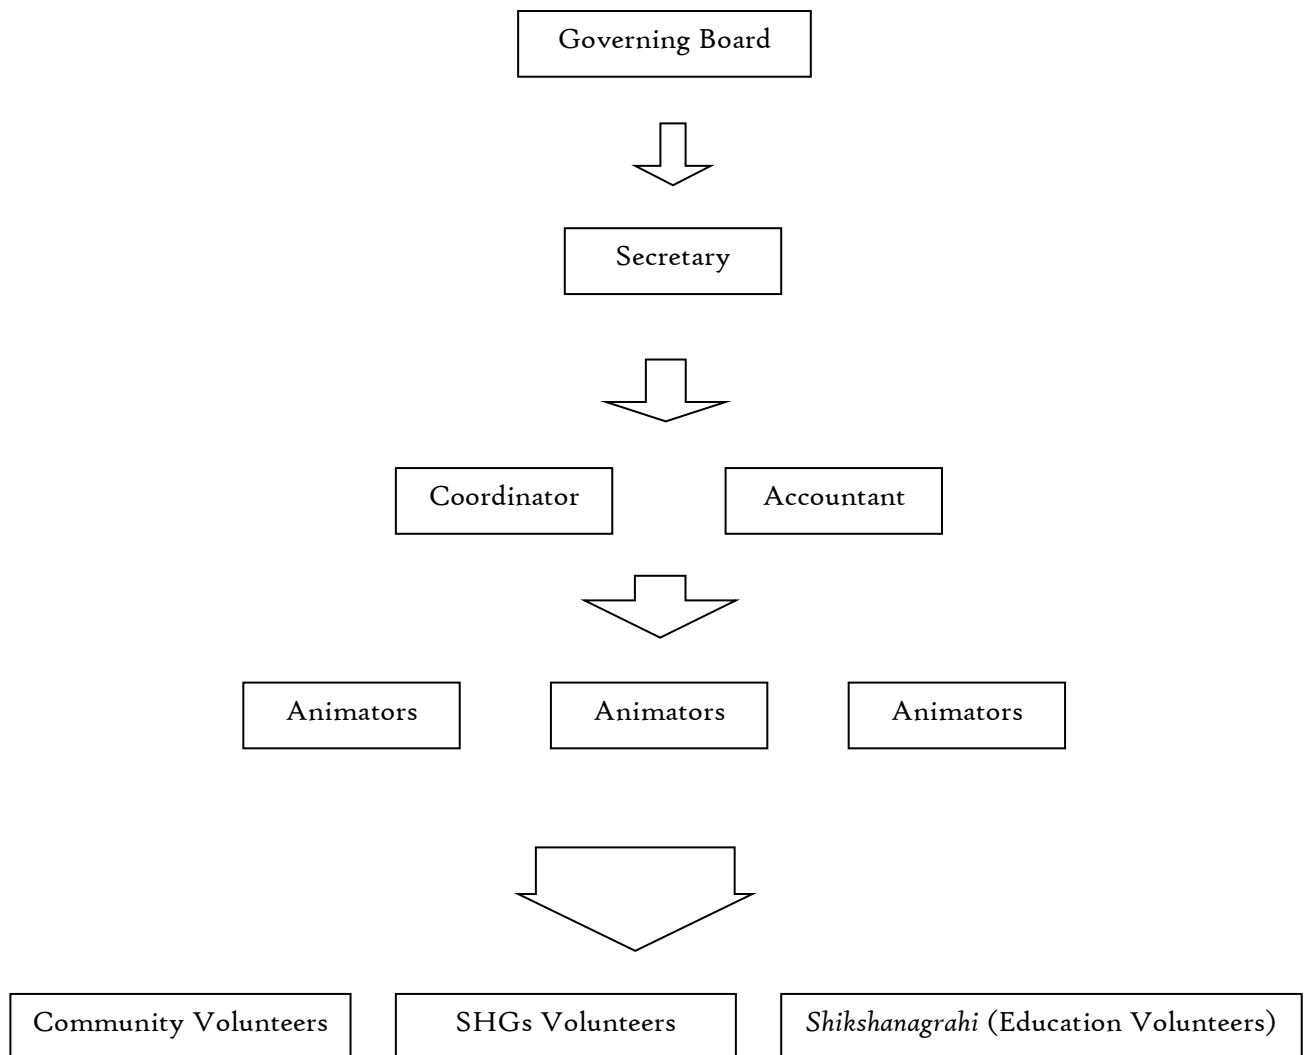 Governing Board
Secretary
Coordinator
Accountant
Animators
Animators
Animators
Community Volunteers
SHGs Volunteers
Shikshanagrahi (Education Volunteers)